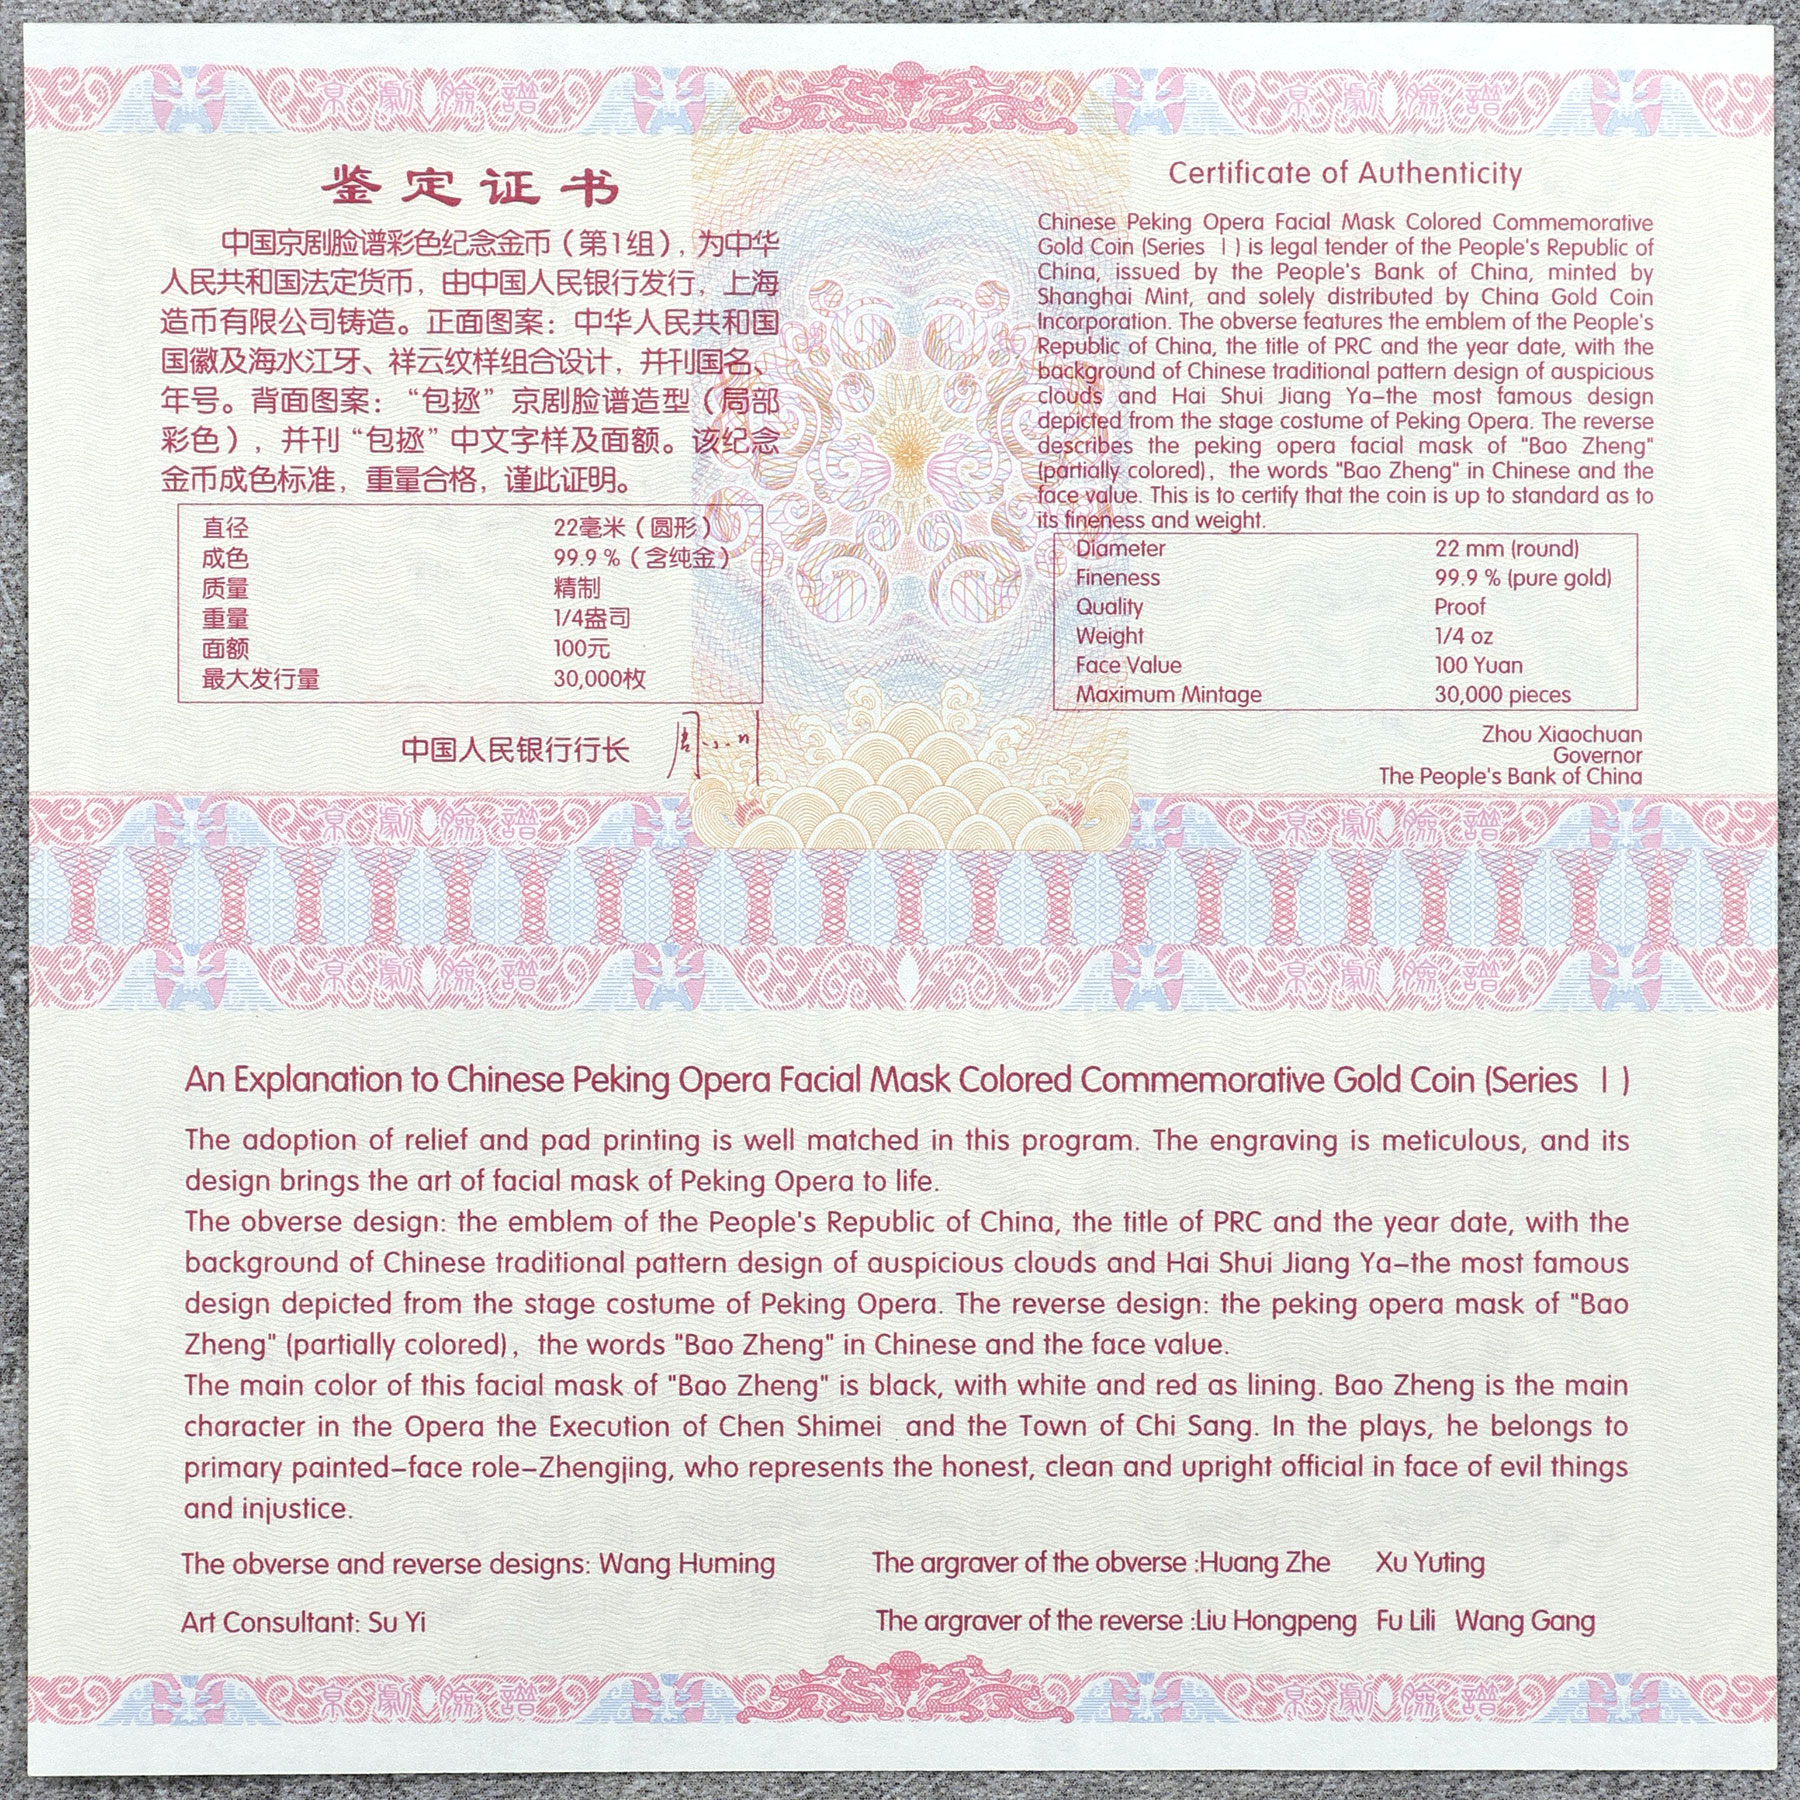 鉴定证书
中国京剧脸谱彩色纪念金币（第1组），为中华
人民共和国法定货币，由中国人民银行发行，上海
造币有限公司铸造。正面图案：中华人民共和国
国徽及海水江牙、祥云纹样组合设计，并刊国名、
年号。背面图案：“包拯”京剧脸谱造型（局部
彩色），并刊“包拯”中文字样及面额。该纪念
金币成色标准，重量合格，谨此证明。
直径 22毫米（圆形）
成色 99.9 %（含纯金）
质量 精制
重量 1/4盎司
面额 100元
最大发行量 30,000枚
中国人民银行行长
Certificate of Authenticity
Chinese Peking Opera Facial Mask Colored Commemorative
Gold Coin (Series Ⅰ) is legal tender of the People's Republic of
China, issued by the People's Bank of China, minted by
Shanghai Mint, and solely distributed by China Gold Coin
Incorporation. The obverse features the emblem of the People's
Republic of China, the title of PRC and the year date, with the
background of Chinese traditional pattern design of auspicious
clouds and Hai Shui Jiang Ya–the most famous design
depicted from the stage costume of Peking Opera. The reverse
describes the peking opera facial mask of "Bao Zheng"
(partially colored), the words "Bao Zheng" in Chinese and the
face value. This is to certify that the coin is up to standard as to
its fineness and weight.
Diameter 22 mm (round)
Fineness 99.9 % (pure gold)
Quality Proof
Weight 1/4 oz
Face Value 100 Yuan
Maximum Mintage 30,000 pieces
Zhou Xiaochuan
Governor
The People's Bank of China
京劇臉譜
An Explanation to Chinese Peking Opera Facial Mask Colored Commemorative Gold Coin (Series Ⅰ)
The adoption of relief and pad printing is well matched in this program. The engraving is meticulous, and its
design brings the art of facial mask of Peking Opera to life.
The obverse design: the emblem of the People's Republic of China, the title of PRC and the year date, with the
background of Chinese traditional pattern design of auspicious clouds and Hai Shui Jiang Ya–the most famous
design depicted from the stage costume of Peking Opera. The reverse design: the peking opera mask of "Bao
Zheng" (partially colored), the words "Bao Zheng" in Chinese and the face value.
The main color of this facial mask of "Bao Zheng" is black, with white and red as lining. Bao Zheng is the main
character in the Opera the Execution of Chen Shimei and the Town of Chi Sang. In the plays, he belongs to
primary painted–face role–Zhengjing, who represents the honest, clean and upright official in face of evil things
and injustice.
The obverse and reverse designs: Wang Huming
The argraver of the obverse :Huang Zhe Xu Yuting
Art Consultant: Su Yi
The argraver of the reverse :Liu Hongpeng Fu Lili Wang Gang